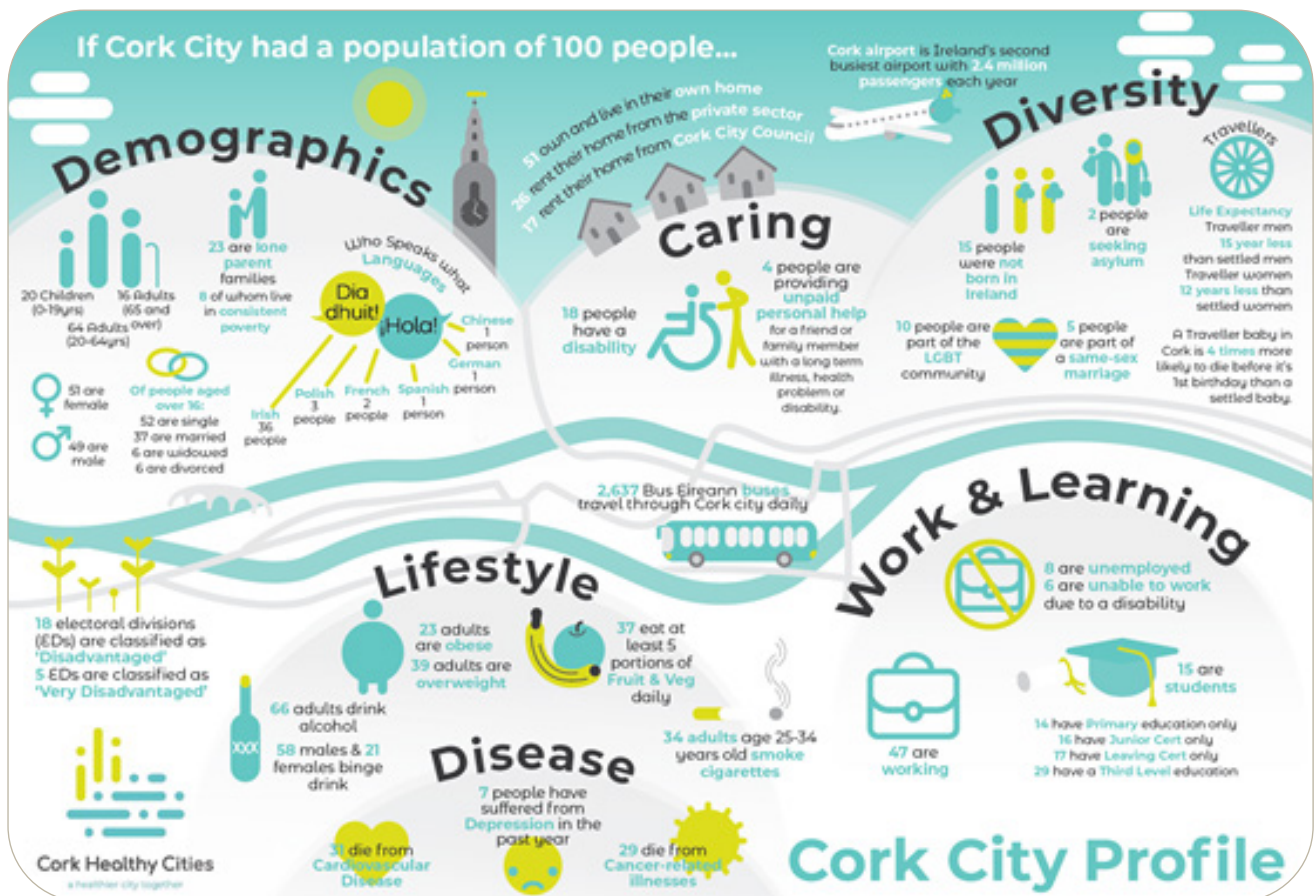 If Cork City had a population of 100 people...
Demographics
20 Children
(0-19yrs)
16 Adults
(65 and
over)
64 Adults
(20-64yrs)
23 are lone
parent
families
8 of whom live
in consistent
poverty
51 are
female
49 are
male
Of people aged
over 16:
52 are single
37 are married
6 are widowed
6 are divorced
Who Speaks what
Languages
Dia
dhuit!
¡Hola!
Irish
36
people
Polish
3
people
French
2
people
Spanish
1
person
German
1
person
Chinese
1
person
51 own and live in their own home
26 rent their home from the private sector
17 rent their home from Cork City Council
Cork airport is Ireland's second
busiest airport with 2.4 million
passengers each year
Caring
18 people
have a
disability
4 people are
providing
unpaid
personal help
for a friend or
family member
with a long term
illness, health
problem or
disability.
Diversity
15 people
were not
born in
Ireland
2 people
are
seeking
asylum
10 people are
part of the
LGBT
community
5 people
are part of
a same-sex
marriage
Travellers
Life Expectancy
Traveller men
15 year less
than settled men
Traveller women
12 years less than
settled women
A Traveller baby in
Cork is 4 times more
likely to die before it's
1st birthday than a
settled baby.
2,637 Bus Eireann buses
travel through Cork city daily
18 electoral divisions
(EDs) are classified as
'Disadvantaged'
5 EDs are classified as
'Very Disadvantaged'
Lifestyle
23 adults
are obese
39 adults are
overweight
37 eat at
least 5
portions of
Fruit & Veg
daily
XXX
66 adults drink
alcohol
58 males & 21
females binge
drink
34 adults age 25-34
years old smoke
cigarettes
Disease
7 people have
suffered from
Depression in the
past year
31 die from
Cardiovascular
Disease
29 die from
Cancer-related
illnesses
Work & Learning
8 are unemployed
6 are unable to work
due to a disability
47 are
working
15 are
students
14 have Primary education only
16 have Junior Cert only
17 have Leaving Cert only
29 have a Third Level education
Cork Healthy Cities
a healthier city together
Cork City Profile